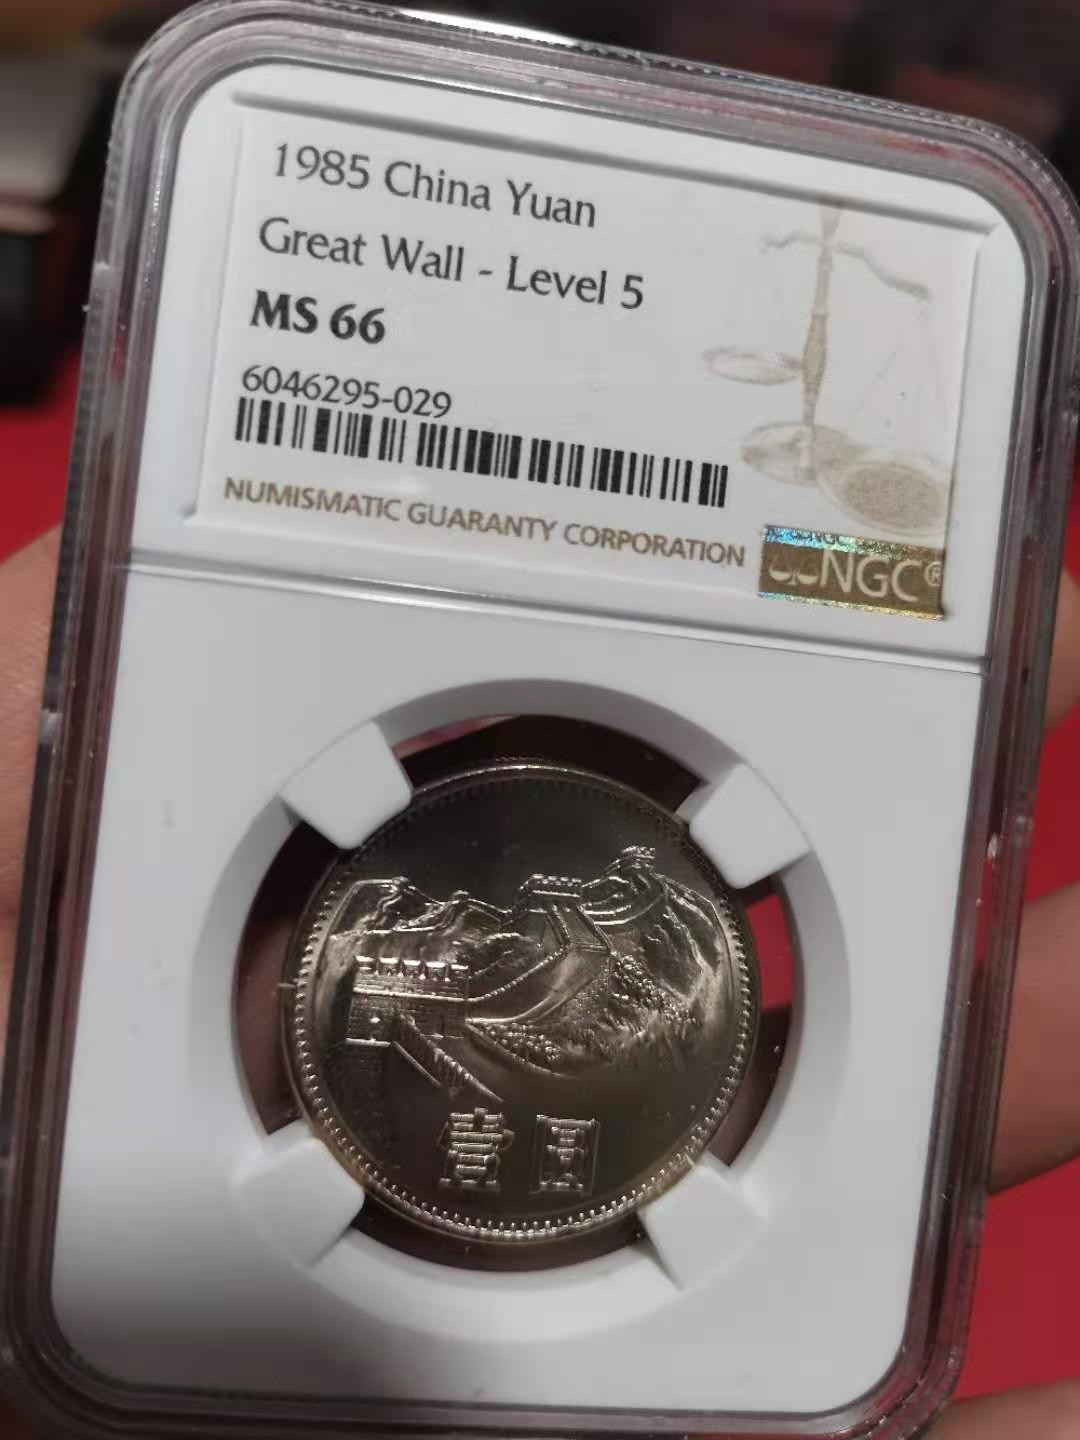 1985 China Yuan
Great Wall - Level 5
MS 66
6046295-029
NUMISMATIC GUARANTY CORPORATION
NGC®
壹圆